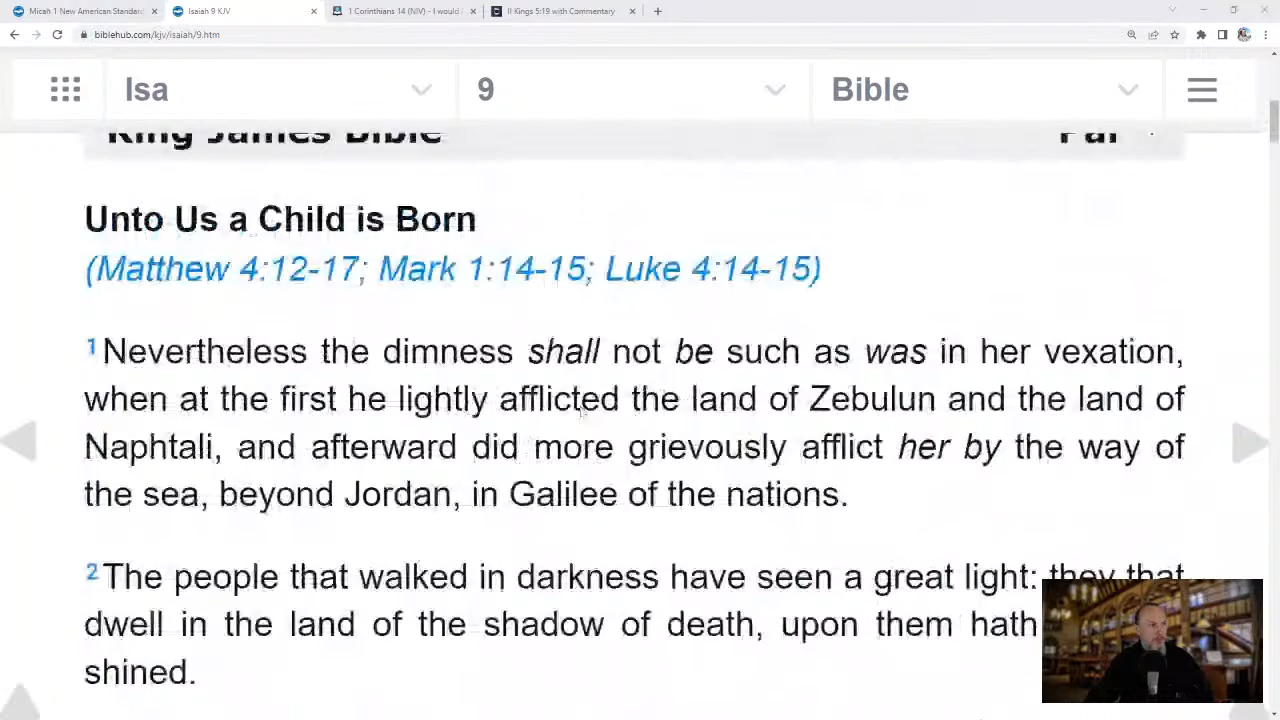 Micah 1 New American Standard
Isaiah 9 KJV
1 Corinthians 14 (NIV) - I would l
II Kings 5:19 with Commentary
biblehub.com/kjv/isaiah/9.htm
Isa
9
Bible
King James Bible
Unto Us a Child is Born
(Matthew 4:12-17; Mark 1:14-15; Luke 4:14-15)
1 Nevertheless the dimness shall not be such as was in her vexation,
when at the first he lightly afflicted the land of Zebulun and the land of
Naphtali, and afterward did more grievously afflict her by the way of
the sea, beyond Jordan, in Galilee of the nations.
2 The people that walked in darkness have seen a great light: they that
dwell in the land of the shadow of death, upon them hath
shined.